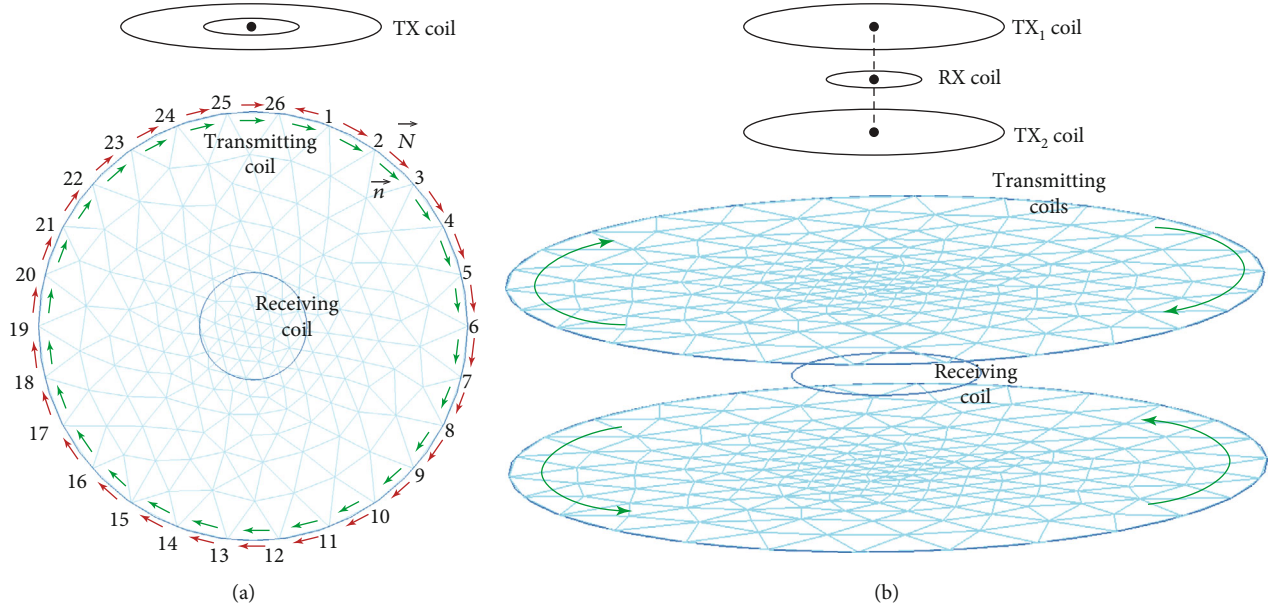 TX coil
25
26
1
24
2
N
23
Transmitting
coil
3
n
22
4
21
5
20
Receiving
coil
6
19
7
18
8
17
9
16
10
15
14
13
12
11
(a)
TX₁ coil
RX coil
TX₂ coil
Transmitting
coils
Receiving
coil
(b)